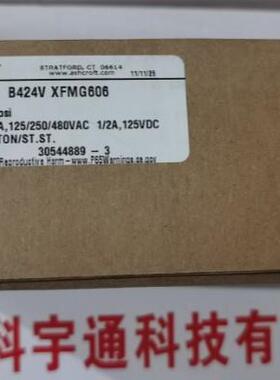 STRATFORD, CT 06614
www.ashcroft.com 11/11/25
B424V XFMG606
psi
A,125/250/480VAC 1/2A,125VDC
TON/ST.ST.
30544889 - 3
Reproductive Harm - www.P65Warnings.ca.gov
科宇通科技有